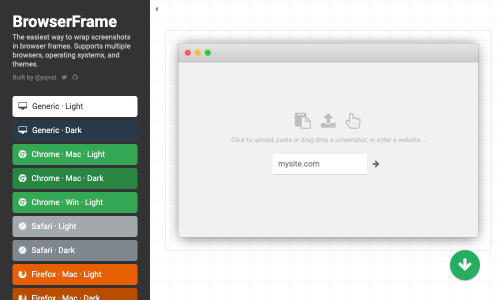 BrowserFrame
The easiest way to wrap screenshots
in browser frames. Supports multiple
browsers, operating systems, and
themes.
Built by @pqvst
Generic · Light
Generic · Dark
Chrome · Mac · Light
Chrome · Mac · Dark
Chrome · Win · Light
Safari · Light
Safari · Dark
Firefox · Mac · Light
Firefox · Mac · Dark
Click to upload, paste or drag-drop a screenshot, or enter a website...
mysite.com